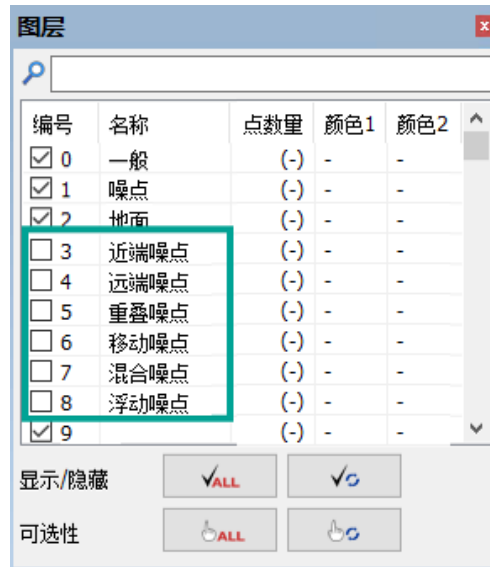 图层
编号 名称 点数里 颜色1 颜色2
0 一般 (-) - -
1 噪点 (-) - -
2 地面 (-) - -
3 近端噪点 (-) - -
4 远端噪点 (-) - -
5 重叠噪点 (-) - -
6 移动噪点 (-) - -
7 混合噪点 (-) - -
8 浮动噪点 (-) - -
9 (-) - -
显示/隐藏 ALL
可选性 ALL